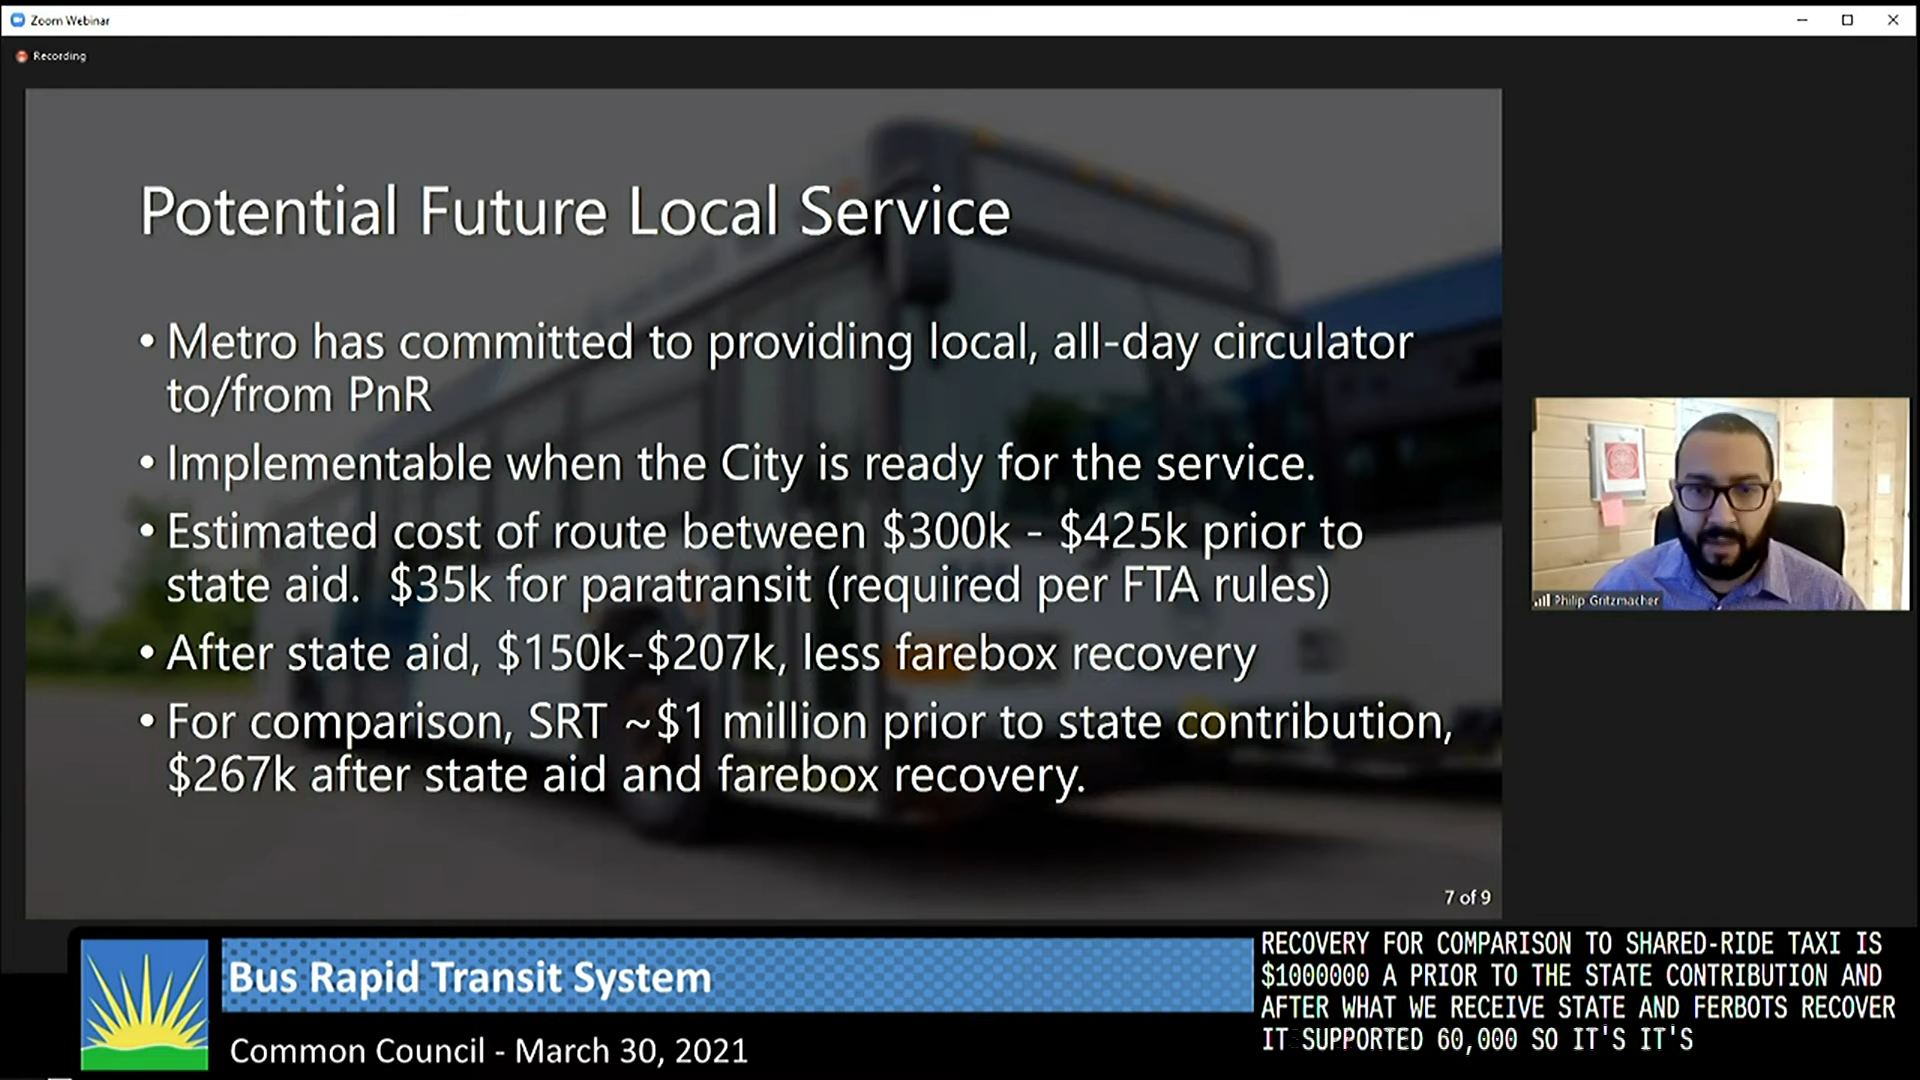 Zoom Webinar
Recording
Potential Future Local Service
• Metro has committed to providing local, all-day circulator
to/from PnR
• Implementable when the City is ready for the service.
• Estimated cost of route between $300k - $425k prior to
state aid.  $35k for paratransit (required per FTA rules)
• After state aid, $150k-$207k, less farebox recovery
• For comparison, SRT ~$1 million prior to state contribution,
$267k after state aid and farebox recovery.
7 of 9
Philip Gritzmacher
Bus Rapid Transit System
Common Council - March 30, 2021
RECOVERY FOR COMPARISON TO SHARED-RIDE TAXI IS
$1000000 A PRIOR TO THE STATE CONTRIBUTION AND
AFTER WHAT WE RECEIVE STATE AND FERBOTS RECOVER
IT SUPPORTED 60,000 SO IT'S IT'S